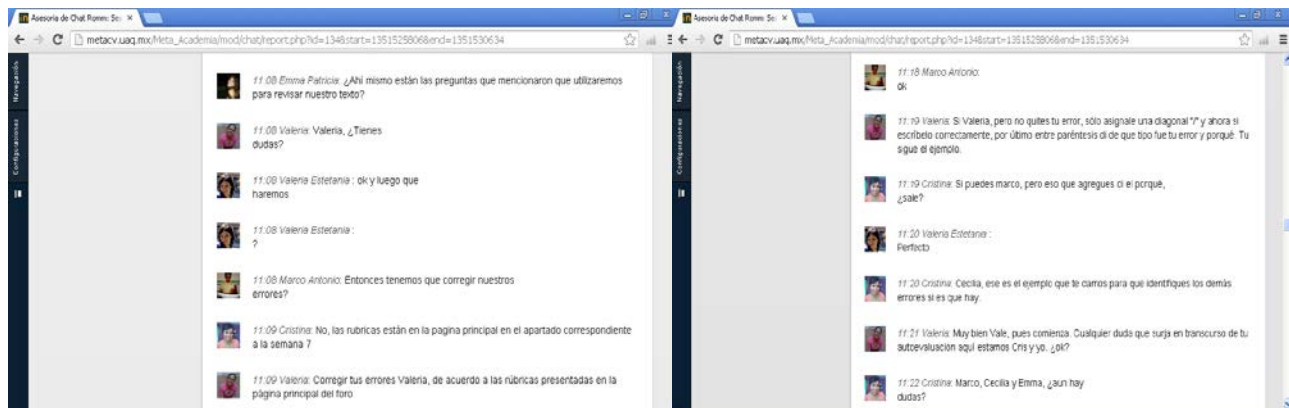 Asesoria de Chat Romm: Se
metacv.uaq.mx/Meta_Academia/mod/chat/report.php?id=134&start=1351525806&end=1351530634
Navegación
Configuraciones
11:08 Emma Patricia: ¿Ahí mismo están las preguntas que mencionaron que utilizaremos
para revisar nuestro texto?
11:08 Valeria: Valeria, ¿Tienes
dudas?
11:08 Valeria Estefania : ok y luego que
haremos
11:08 Valeria Estefania :
?
11:08 Marco Antonio: Entonces tenemos que corregir nuestros
errores?
11:09 Cristina: No, las rubricas están en la pagina principal en el apartado correspondiente
a la semana 7
11:09 Valeria: Corregir tus errores Valeria, de acuerdo a las rúbricas presentadas en la
página principal del foro
Asesoria de Chat Romm: Se
metacv.uaq.mx/Meta_Academia/mod/chat/report.php?id=134&start=1351525806&end=1351530634
Navegación
Configuraciones
11:18 Marco Antonio:
ok
11:19 Valeria: Si Valeria, pero no quites tu error, sólo asignale una diagonal "/" y ahora si
escríbelo correctamente, por último entre paréntesis di de que tipo fue tu error y porqué. Tu
sigue el ejemplo.
11:19 Cristina: Si puedes marco, pero eso que agregues di el porqué,
¿sale?
11:20 Valeria Estefania :
Perfecto
11:20 Cristina: Cecilia, ese es el ejemplo que te damos para que identifiques los demás
errores si es que hay.
11:21 Valeria: Muy bien Vale, pues comienza. Cualquier duda que surja en transcurso de tu
autoevaluación aquí estamos Cris y yo. ¿ok?
11:22 Cristina: Marco, Cecilia y Emma, ¿aun hay
dudas?